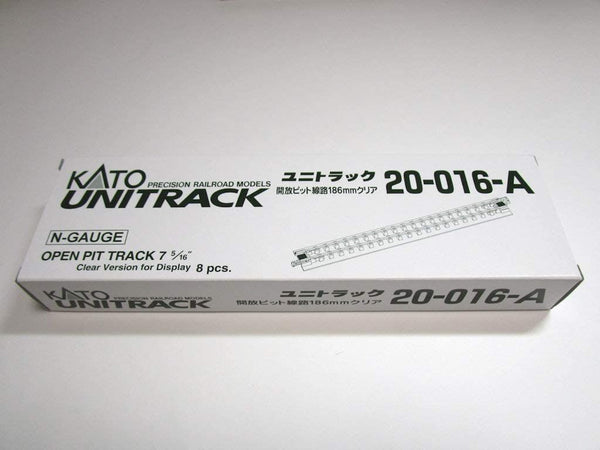 KATO PRECISION RAILROAD MODELS
UNITRACK
ユニトラック
開放ピット線路186mmクリア
20-016-A
N-GAUGE
OPEN PIT TRACK 7 5/16"
Clear Version for Display 8 pcs.
KATO PRECISION RAILROAD MODELS
UNITRACK
ユニトラック
開放ピット線路186mmクリア
20-016-A